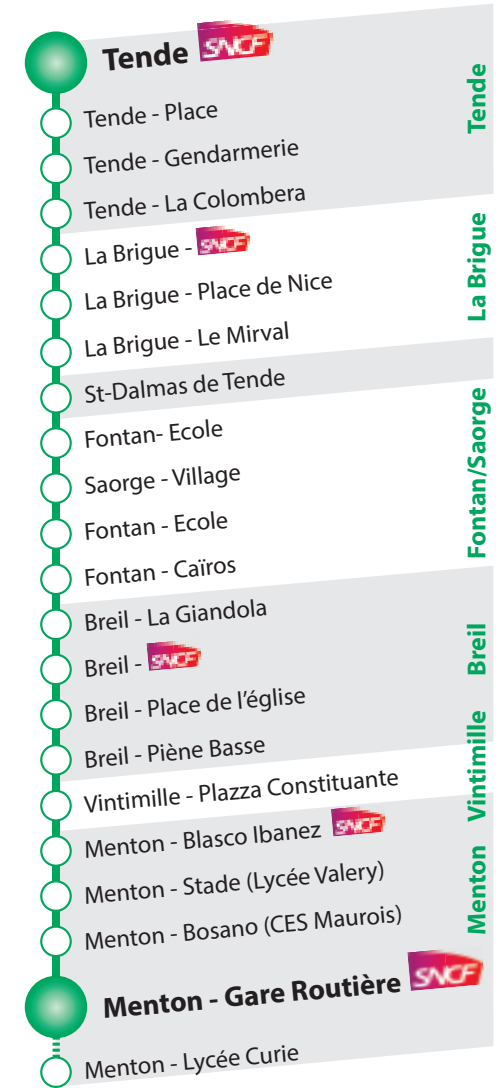 Tende SNCF
Tende - Place
Tende - Gendarmerie
Tende - La Colombera
Tende
La Brigue - SNCF
La Brigue - Place de Nice
La Brigue - Le Mirval
La Brigue
St-Dalmas de Tende
Fontan- Ecole
Saorge - Village
Fontan - Ecole
Fontan - Caïros
Fontan/Saorge
Breil - La Giandola
Breil - SNCF
Breil - Place de l'église
Breil - Piène Basse
Breil
Vintimille - Plazza Constituante
Vintimille
Menton - Blasco Ibanez SNCF
Menton - Stade (Lycée Valery)
Menton - Bosano (CES Maurois)
Menton
Menton - Gare Routière SNCF
Menton - Lycée Curie